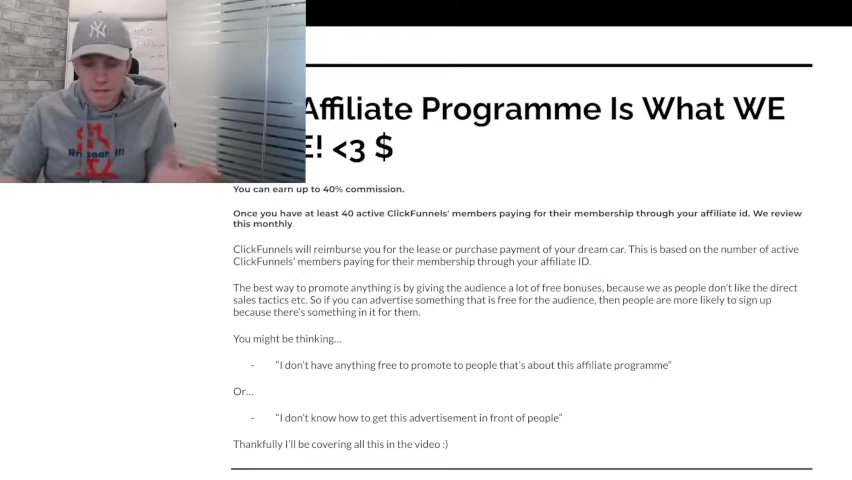 Affiliate Programme Is What WE
E! <3 $
You can earn up to 40% commission.
Once you have at least 40 active ClickFunnels' members paying for their membership through your affiliate id. We review
this monthly
ClickFunnels will reimburse you for the lease or purchase payment of your dream car. This is based on the number of active
ClickFunnels' members paying for their membership through your affiliate ID.
The best way to promote anything is by giving the audience a lot of free bonuses, because we as people don't like the direct
sales tactics etc. So if you can advertise something that is free for the audience, then people are more likely to sign up
because there's something in it for them.
You might be thinking...
- "I don't have anything free to promote to people that's about this affiliate programme"
Or...
- "I don't know how to get this advertisement in front of people"
Thankfully I'll be covering all this in the video :)